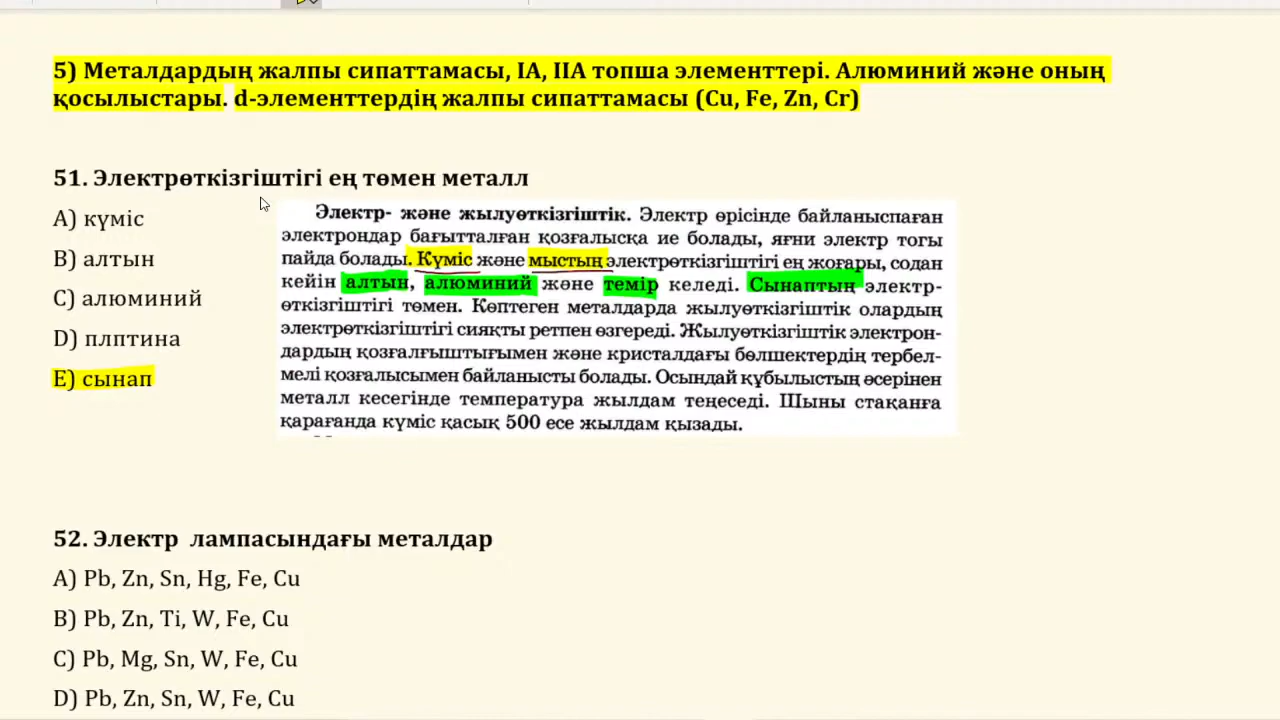 5) Металдардың жалпы сипаттамасы, ІА, ІІА топша элементтері. Алюминий және оның
қосылыстары. d-элементтердің жалпы сипаттамасы (Cu, Fe, Zn, Cr)
51. Электрөткізгіштігі ең төмен металл
A) күміс
B) алтын
C) алюминий
D) плптина
E) сынап
Электр- және жылуөткізгіштік. Электр өрісінде байланыспаған
электрондар бағытталған қозғалысқа ие болады, яғни электр тогы
пайда болады. Күміс және мыстың электрөткізгіштігі ең жоғары, содан
кейін алтын, алюминий және темір келеді. Сынаптың электр-
өткізгіштігі төмен. Көптеген металдарда жылуөткізгіштік олардың
электрөткізгіштігі сияқты ретпен өзгереді. Жылуөткізгіштік электрон-
дардың қозғалғыштығымен және кристалдағы бөлшектердің тербел-
мелі қозғалысымен байланысты болады. Осындай құбылыстың әсерінен
металл кесегінде температура жылдам теңеседі. Шыны стақанға
қарағанда күміс қасық 500 есе жылдам қызады.
52. Электр лампасындағы металдар
A) Pb, Zn, Sn, Hg, Fe, Cu
B) Pb, Zn, Ti, W, Fe, Cu
C) Pb, Mg, Sn, W, Fe, Cu
D) Pb, Zn, Sn, W, Fe, Cu